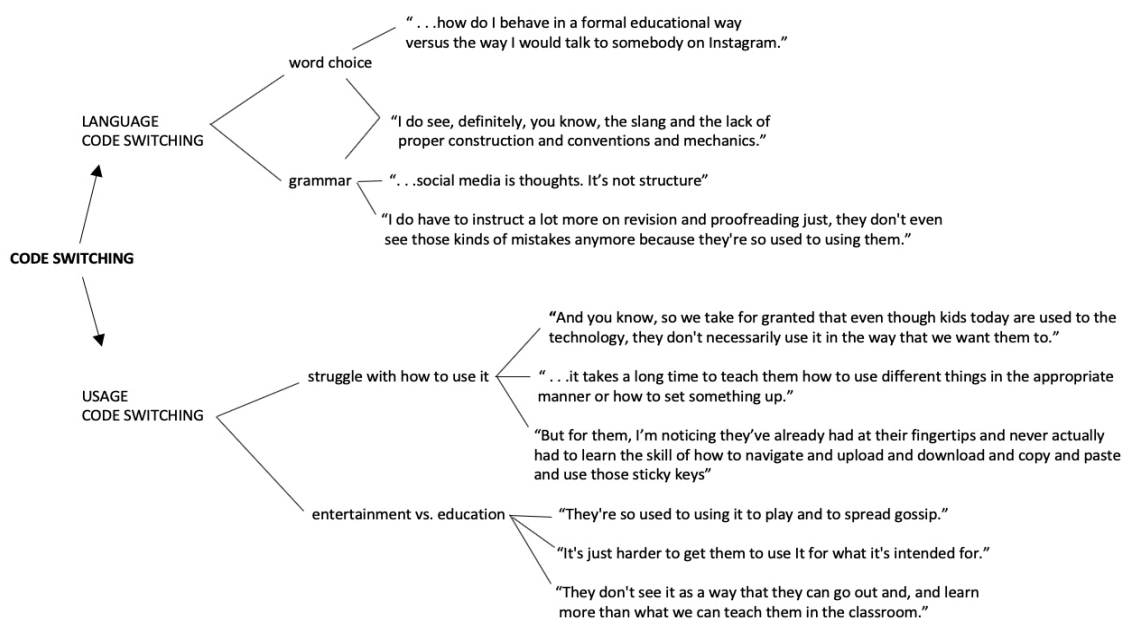 “ . . .how do I behave in a formal educational way
versus the way I would talk to somebody on Instagram.”
word choice
LANGUAGE
CODE SWITCHING
“I do see, definitely, you know, the slang and the lack of
proper construction and conventions and mechanics.”
grammar
“. . .social media is thoughts. It’s not structure”
“I do have to instruct a lot more on revision and proofreading just, they don't even
see those kinds of mistakes anymore because they're so used to using them.”
CODE SWITCHING
“And you know, so we take for granted that even though kids today are used to the
technology, they don't necessarily use it in the way that we want them to.”
struggle with how to use it
“ . . .it takes a long time to teach them how to use different things in the appropriate
manner or how to set something up.”
USAGE
CODE SWITCHING
“But for them, I’m noticing they’ve already had at their fingertips and never actually
had to learn the skill of how to navigate and upload and download and copy and paste
and use those sticky keys”
entertainment vs. education
“They're so used to using it to play and to spread gossip.”
“It's just harder to get them to use It for what it's intended for.”
“They don't see it as a way that they can go out and, and learn
more than what we can teach them in the classroom.”